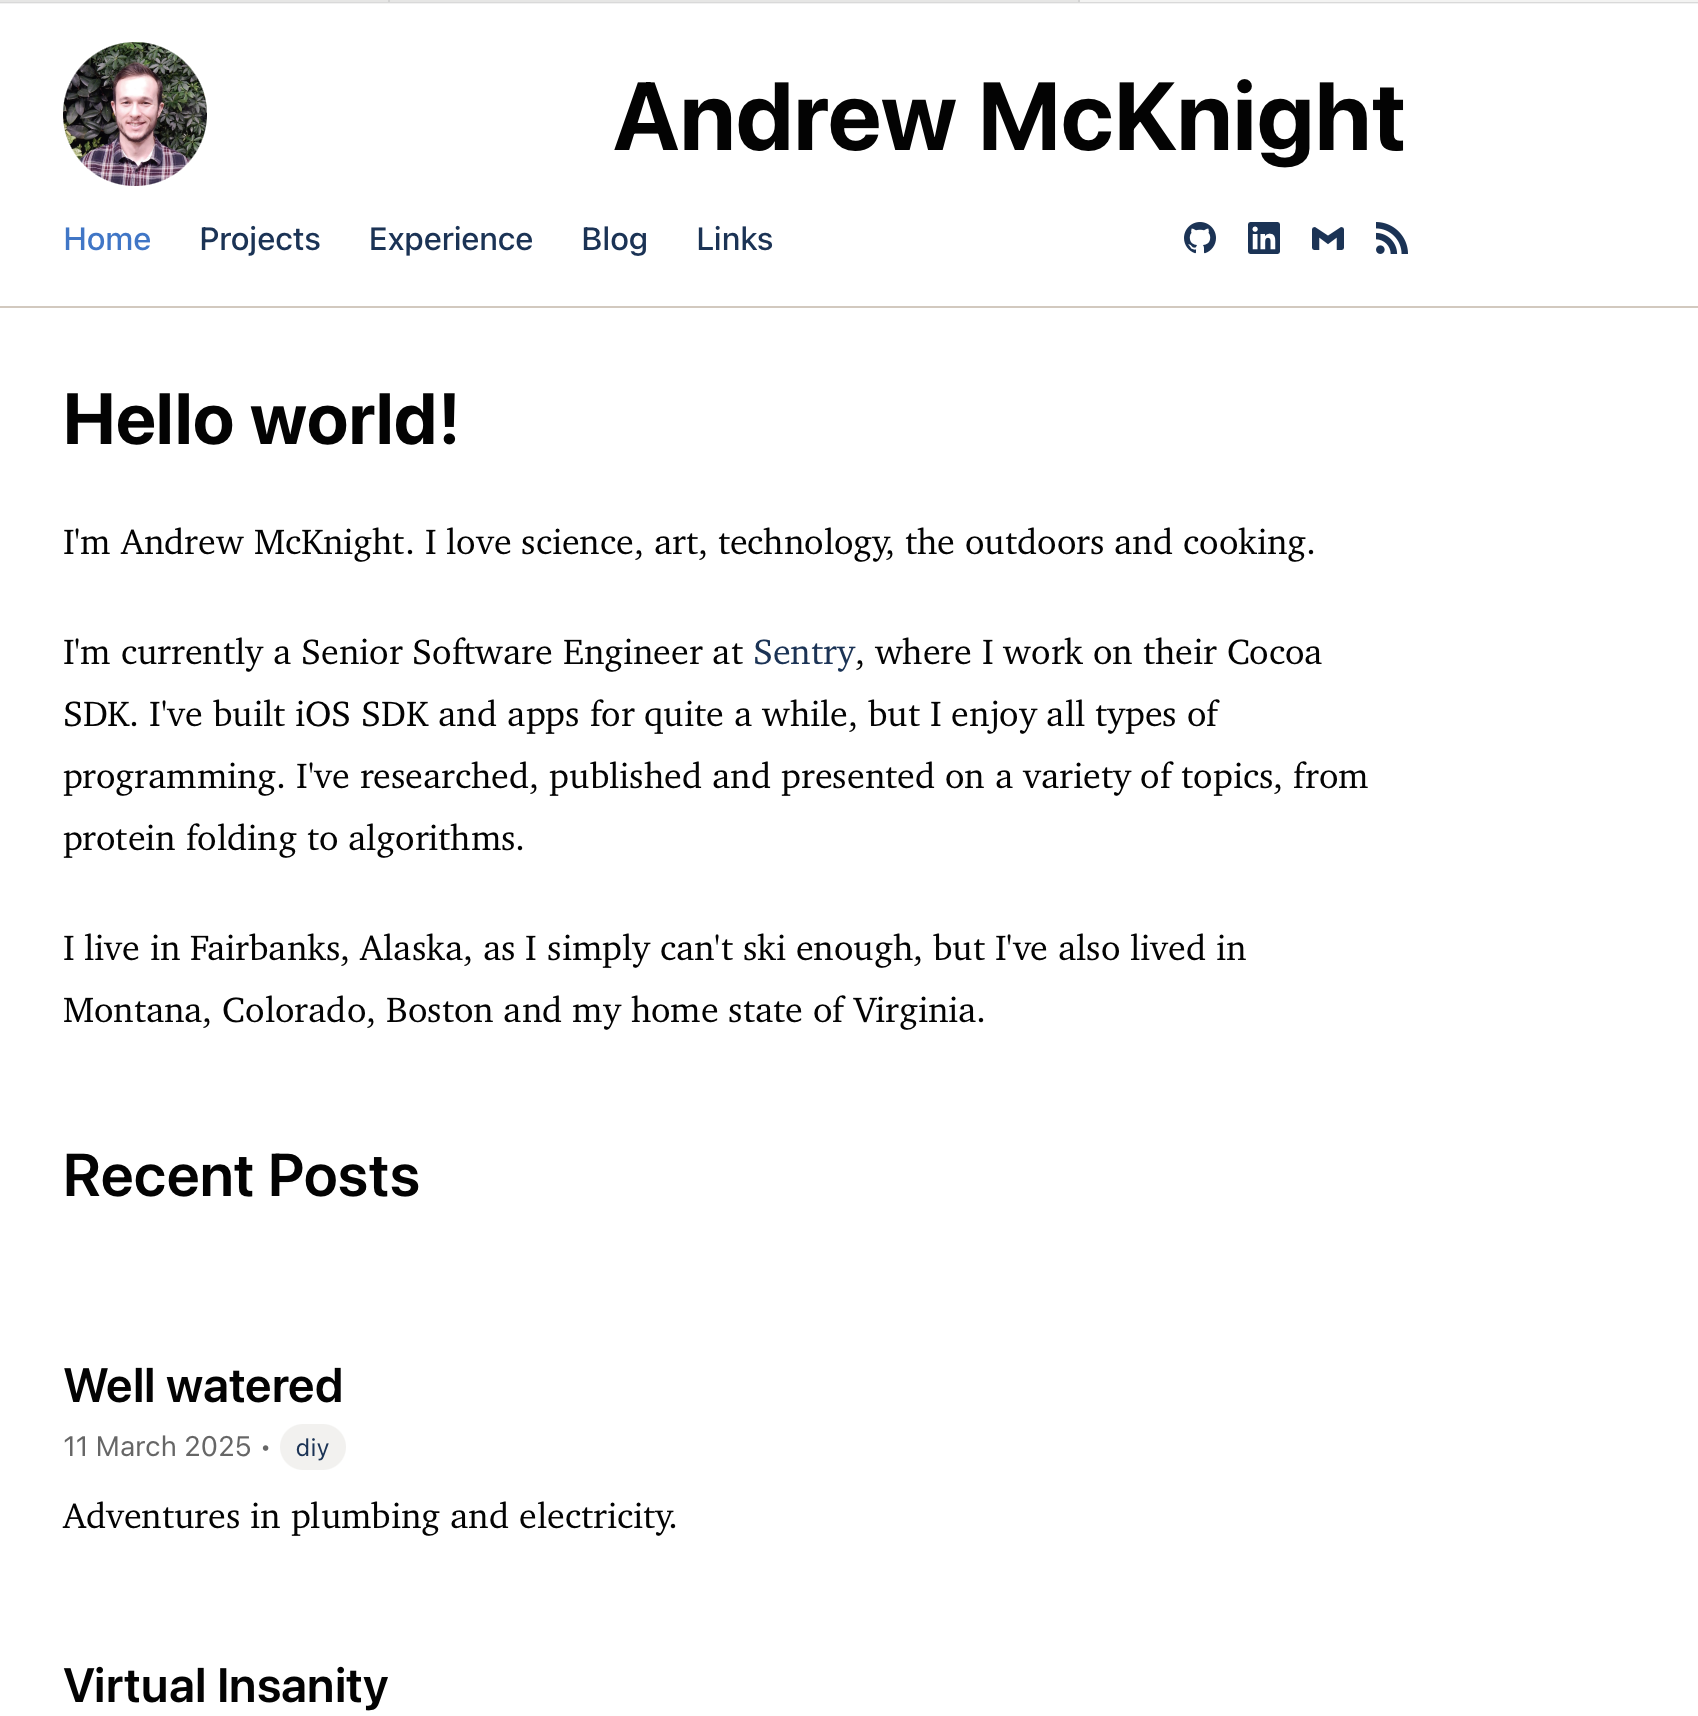 Andrew McKnight
Home Projects Experience Blog Links
Hello world!
I'm Andrew McKnight. I love science, art, technology, the outdoors and cooking.
I'm currently a Senior Software Engineer at Sentry, where I work on their Cocoa
SDK. I've built iOS SDK and apps for quite a while, but I enjoy all types of
programming. I've researched, published and presented on a variety of topics, from
protein folding to algorithms.
I live in Fairbanks, Alaska, as I simply can't ski enough, but I've also lived in
Montana, Colorado, Boston and my home state of Virginia.
Recent Posts
Well watered
11 March 2025 • diy
Adventures in plumbing and electricity.
Virtual Insanity